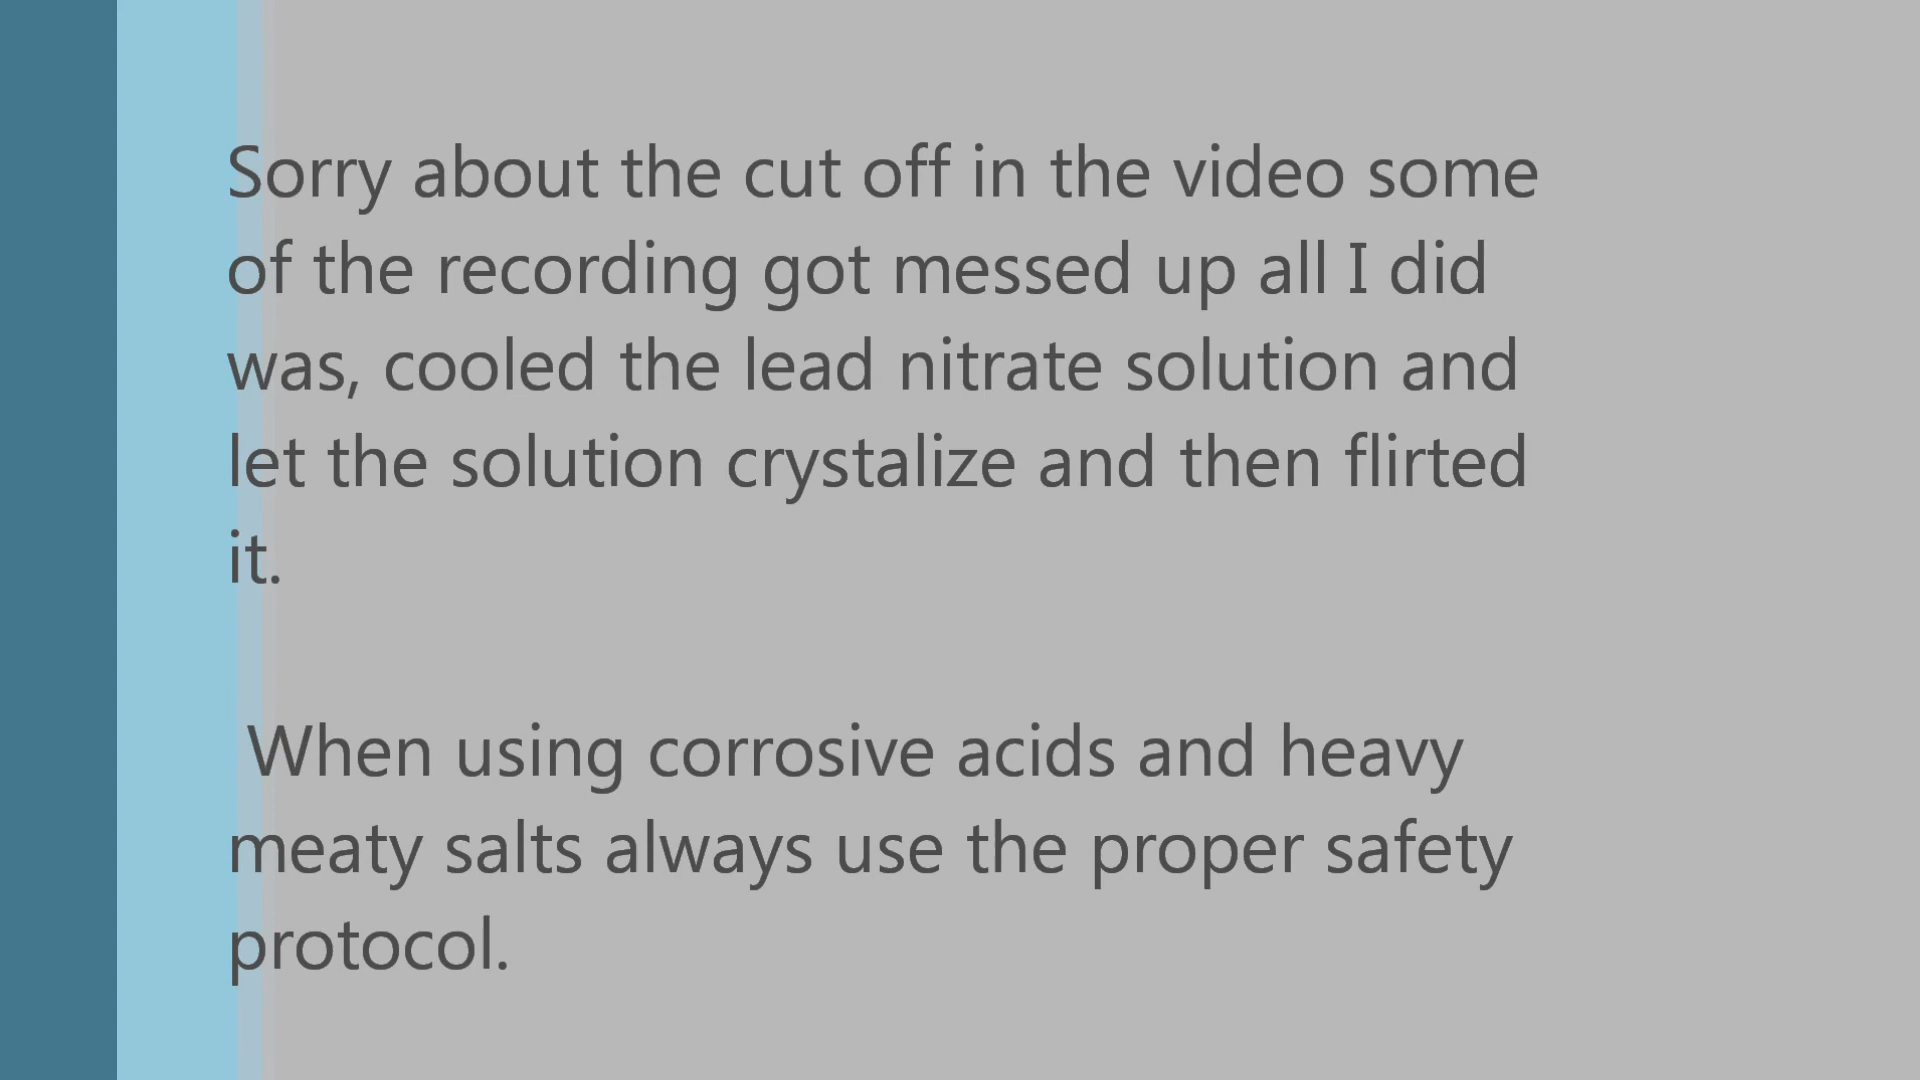 Sorry about the cut off in the video some
of the recording got messed up all I did
was, cooled the lead nitrate solution and
let the solution crystalize and then flirted
it.
When using corrosive acids and heavy
meaty salts always use the proper safety
protocol.